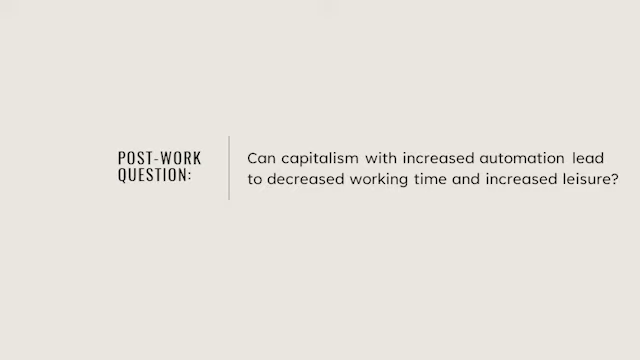 POST-WORK
QUESTION:
Can capitalism with increased automation lead
to decreased working time and increased leisure?